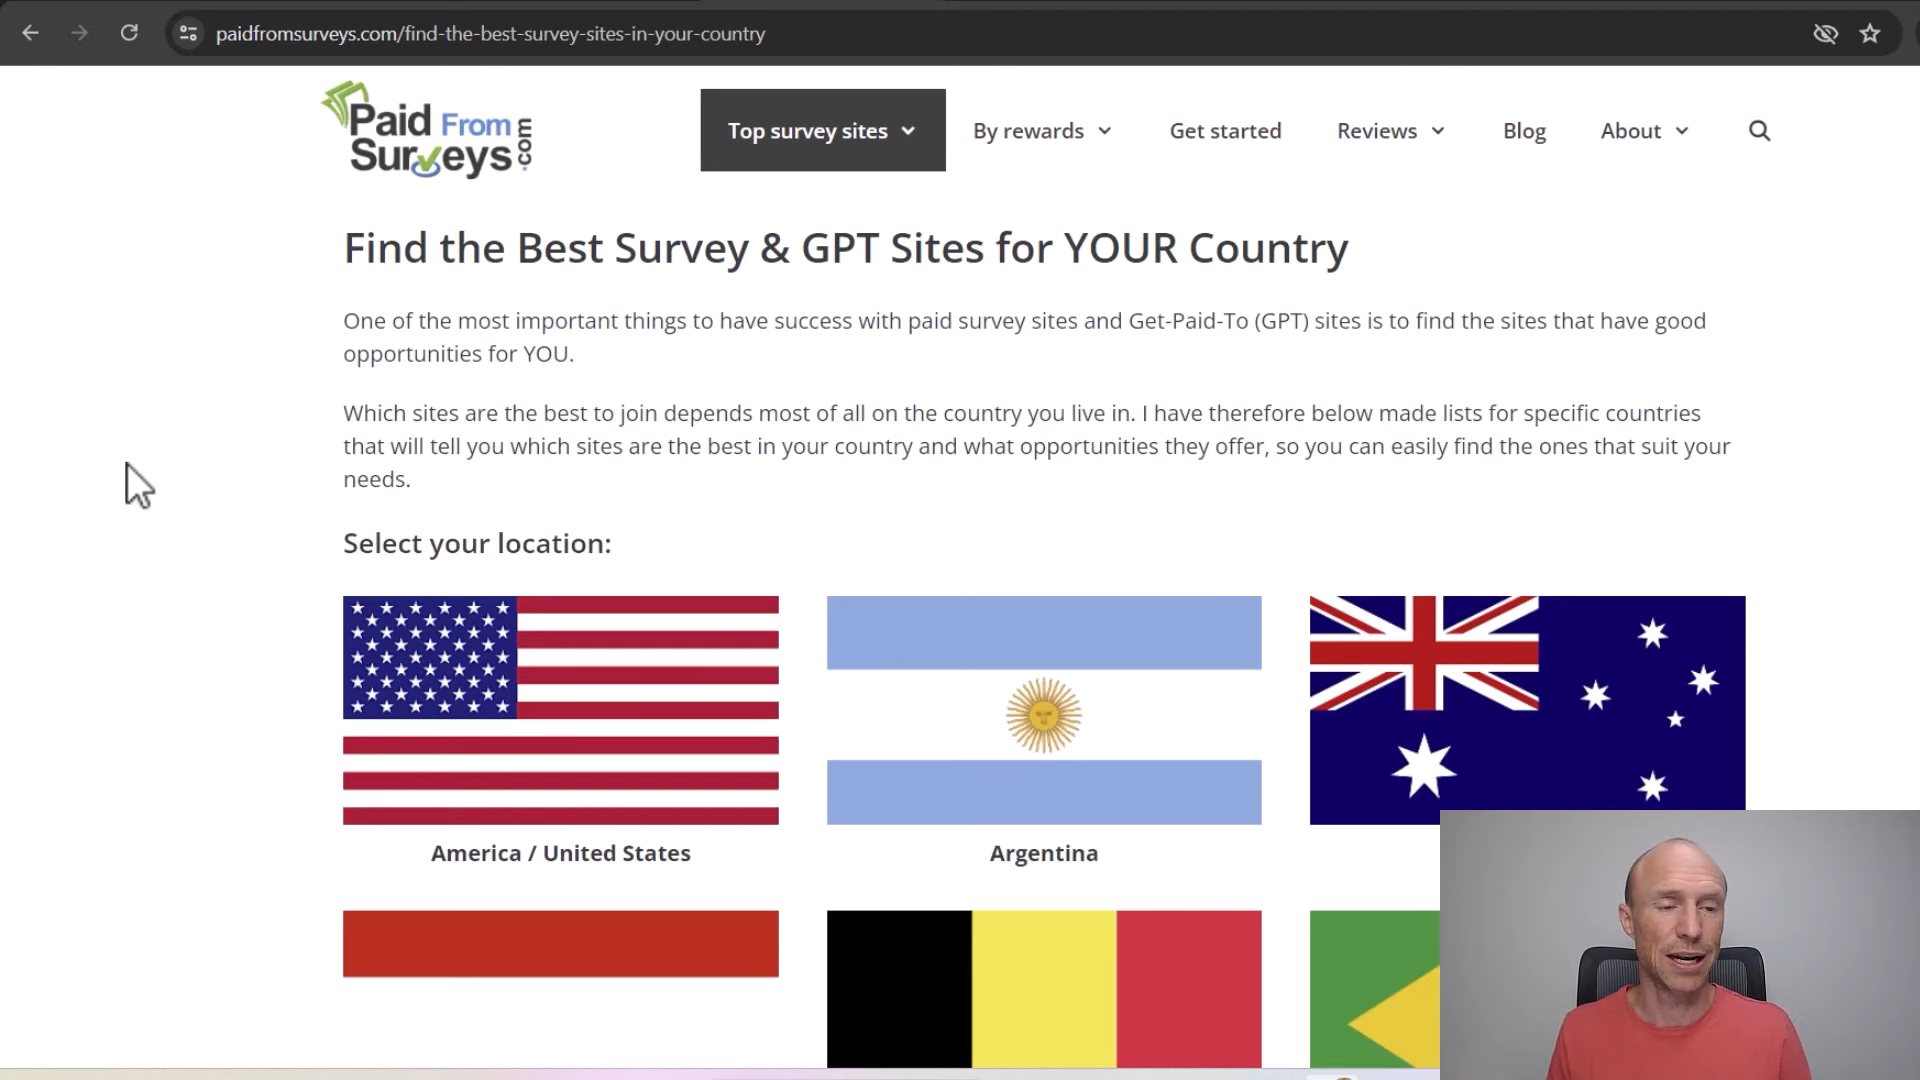 paidfromsurveys.com/find-the-best-survey-sites-in-your-country
Paid From
Surveys
.com
Top survey sites
By rewards
Get started
Reviews
Blog
About
Find the Best Survey & GPT Sites for YOUR Country
One of the most important things to have success with paid survey sites and Get-Paid-To (GPT) sites is to find the sites that have good
opportunities for YOU.
Which sites are the best to join depends most of all on the country you live in. I have therefore below made lists for specific countries
that will tell you which sites are the best in your country and what opportunities they offer, so you can easily find the ones that suit your
needs.
Select your location:
America / United States
Argentina